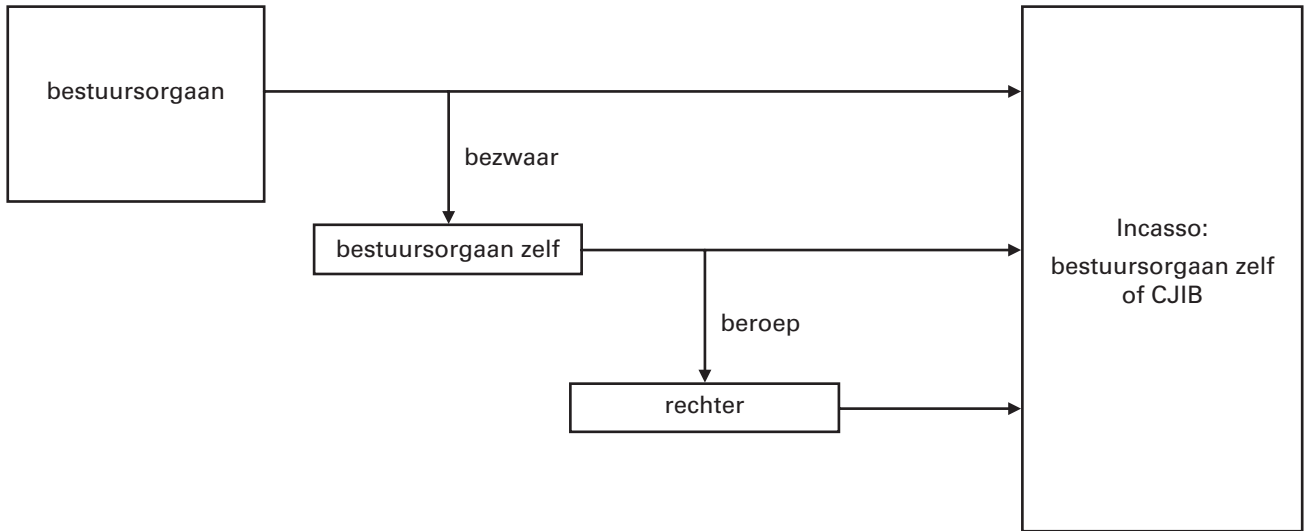 bestuursorgaan
bezwaar
bestuursorgaan zelf
beroep
rechter
Incasso:
bestuursorgaan zelf
of CJIB